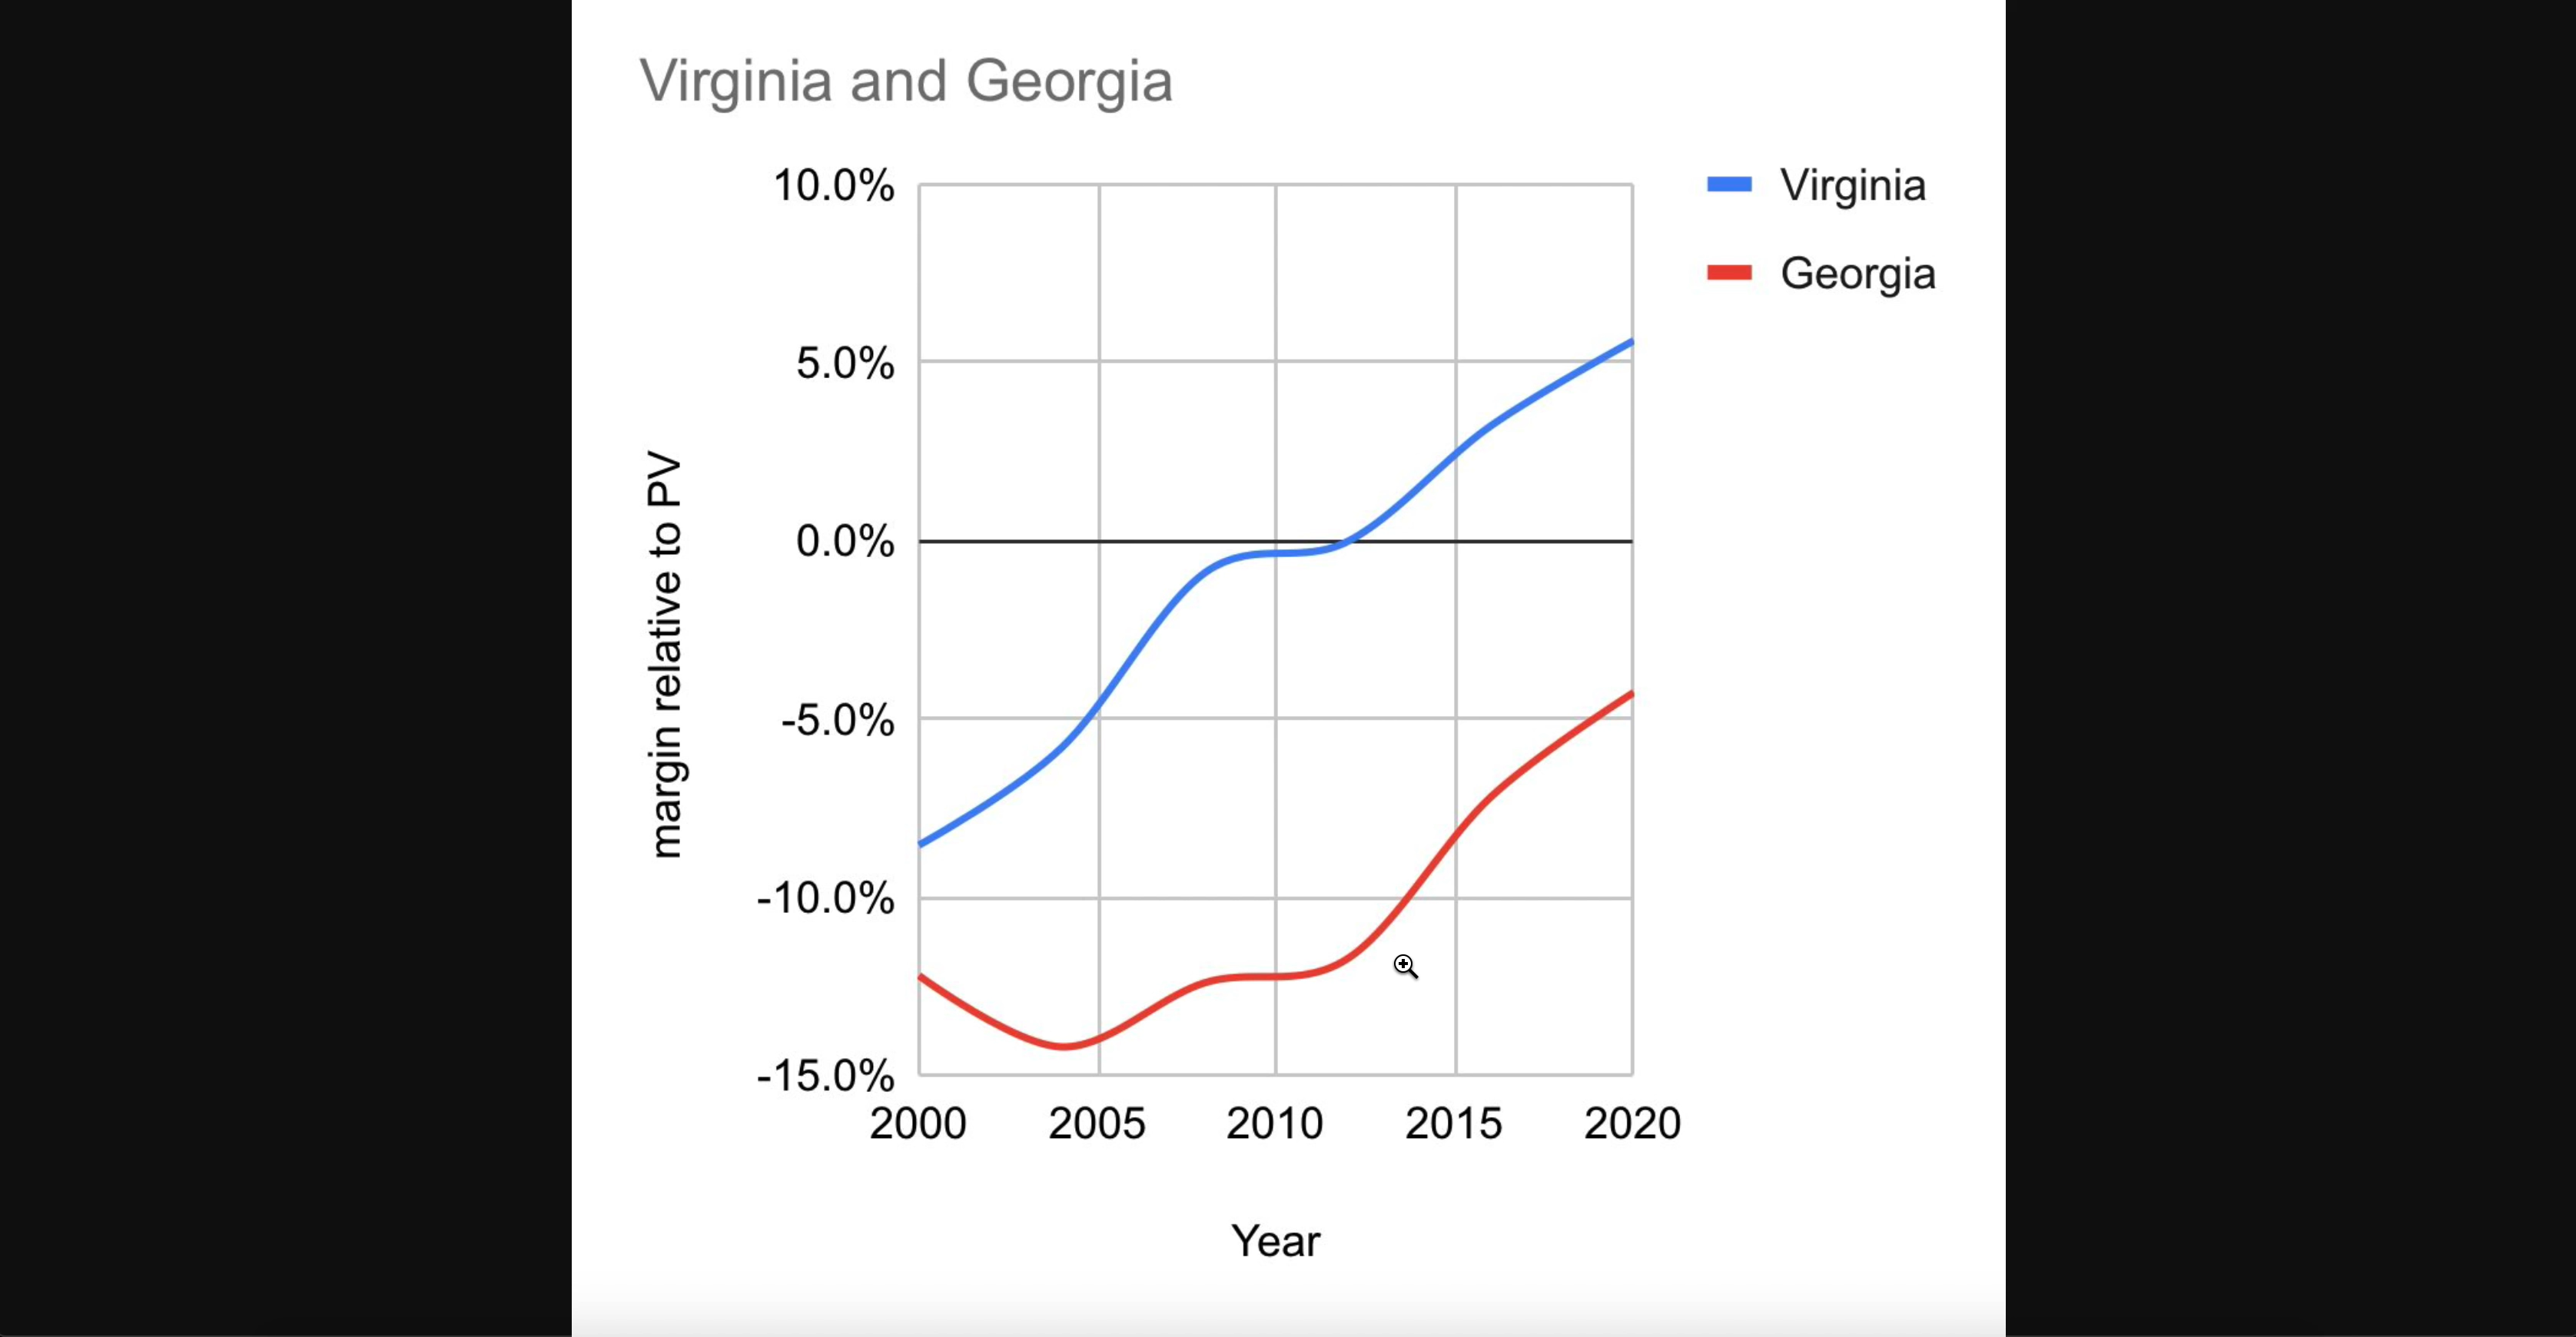 Virginia and Georgia
Virginia
Georgia
10.0%
5.0%
0.0%
-5.0%
-10.0%
-15.0%
margin relative to PV
2000 2005 2010 2015 2020
Year